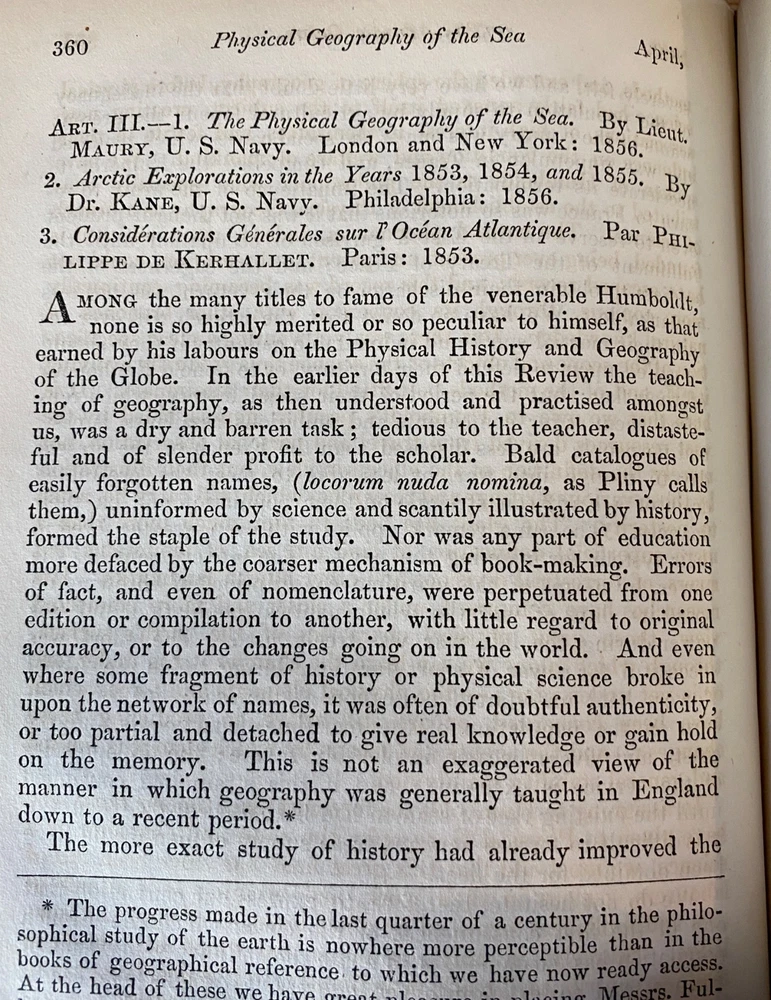 360 Physical Geography of the Sea April,
ART. III.—1. The Physical Geography of the Sea. By Lieut.
MAURY, U. S. Navy. London and New York: 1856.
2. Arctic Explorations in the Years 1853, 1854, and 1855. By
Dr. KANE, U. S. Navy. Philadelphia: 1856.
3. Considérations Générales sur l'Océan Atlantique. Par PHI-
LIPPE DE KERHALLET. Paris: 1853.
AMONG the many titles to fame of the venerable Humboldt,
none is so highly merited or so peculiar to himself, as that
earned by his labours on the Physical History and Geography
of the Globe. In the earlier days of this Review the teach-
ing of geography, as then understood and practised amongst
us, was a dry and barren task; tedious to the teacher, distaste-
ful and of slender profit to the scholar. Bald catalogues of
easily forgotten names, (locorum nuda nomina, as Pliny calls
them,) uninformed by science and scantily illustrated by history,
formed the staple of the study. Nor was any part of education
more defaced by the coarser mechanism of book-making. Errors
of fact, and even of nomenclature, were perpetuated from one
edition or compilation to another, with little regard to original
accuracy, or to the changes going on in the world. And even
where some fragment of history or physical science broke in
upon the network of names, it was often of doubtful authenticity,
or too partial and detached to give real knowledge or gain hold
on the memory. This is not an exaggerated view of the
manner in which geography was generally taught in England
down to a recent period.*
The more exact study of history had already improved the
* The progress made in the last quarter of a century in the philo-
sophical study of the earth is nowhere more perceptible than in the
books of geographical reference to which we have now ready access.
At the head of these we have great pleasure in placing Messrs. Ful-